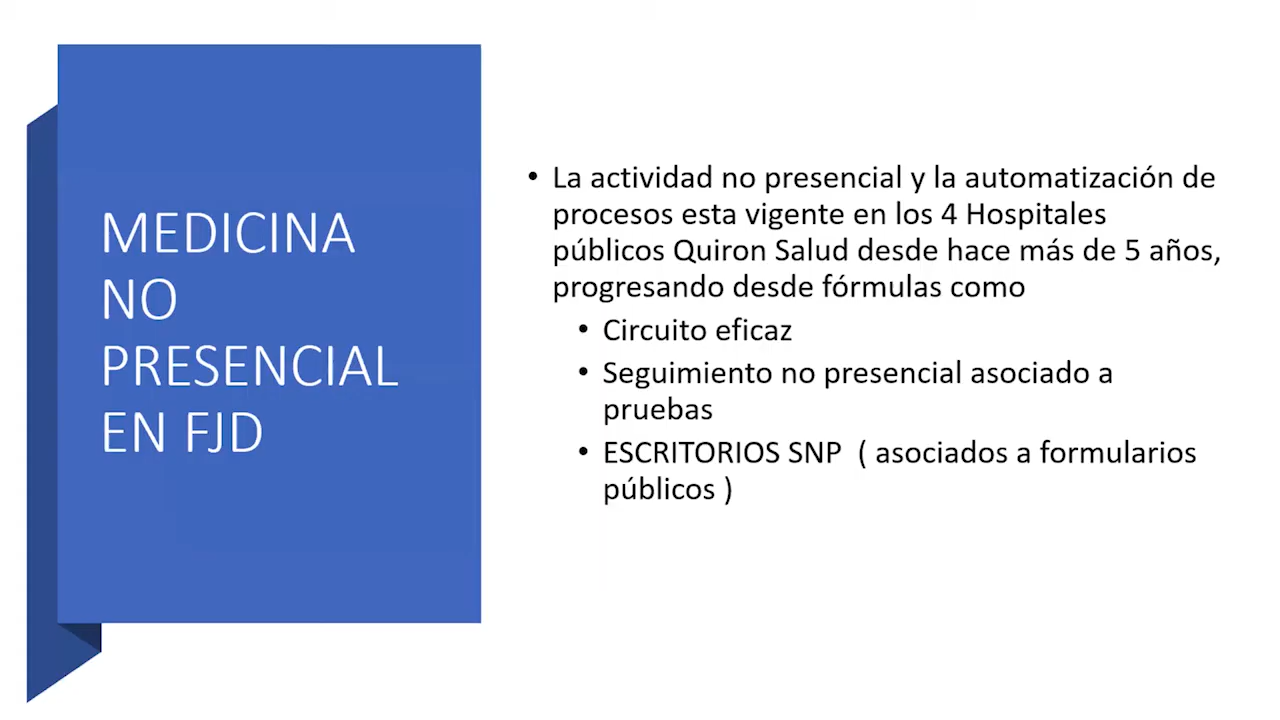 MEDICINA
NO
PRESENCIAL
EN FJD
• La actividad no presencial y la automatización de
procesos esta vigente en los 4 Hospitales
públicos Quiron Salud desde hace más de 5 años,
progresando desde fórmulas como
• Circuito eficaz
• Seguimiento no presencial asociado a
pruebas
• ESCRITORIOS SNP ( asociados a formularios
públicos )